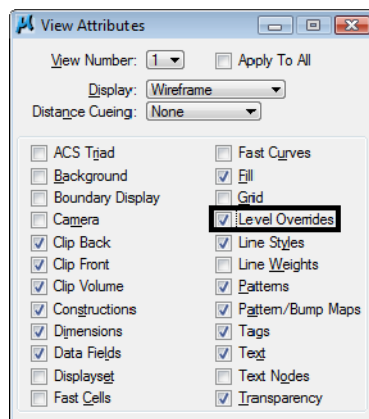 View Attributes
View Number: 1 Apply To All
Display: Wireframe
Distance Cueing: None
ACS Triad
Background
Boundary Display
Camera
Clip Back
Clip Front
Clip Volume
Constructions
Dimensions
Data Fields
Displayset
Fast Cells
Fast Curves
Fill
Grid
Level Overrides
Line Styles
Line Weights
Patterns
Pattern/Bump Maps
Tags
Text
Text Nodes
Transparency